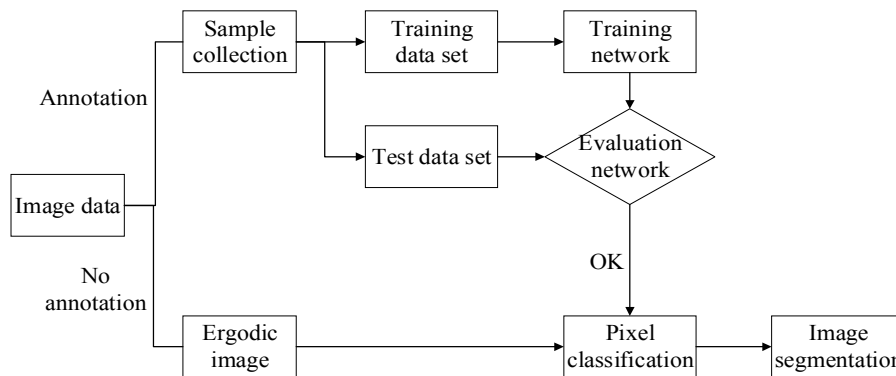 Sample
collection
Training
data set
Training
network
Annotation
Test data set
Evaluation
network
Image data
No
annotation
OK
Ergodic
image
Pixel
classification
Image
segmentation